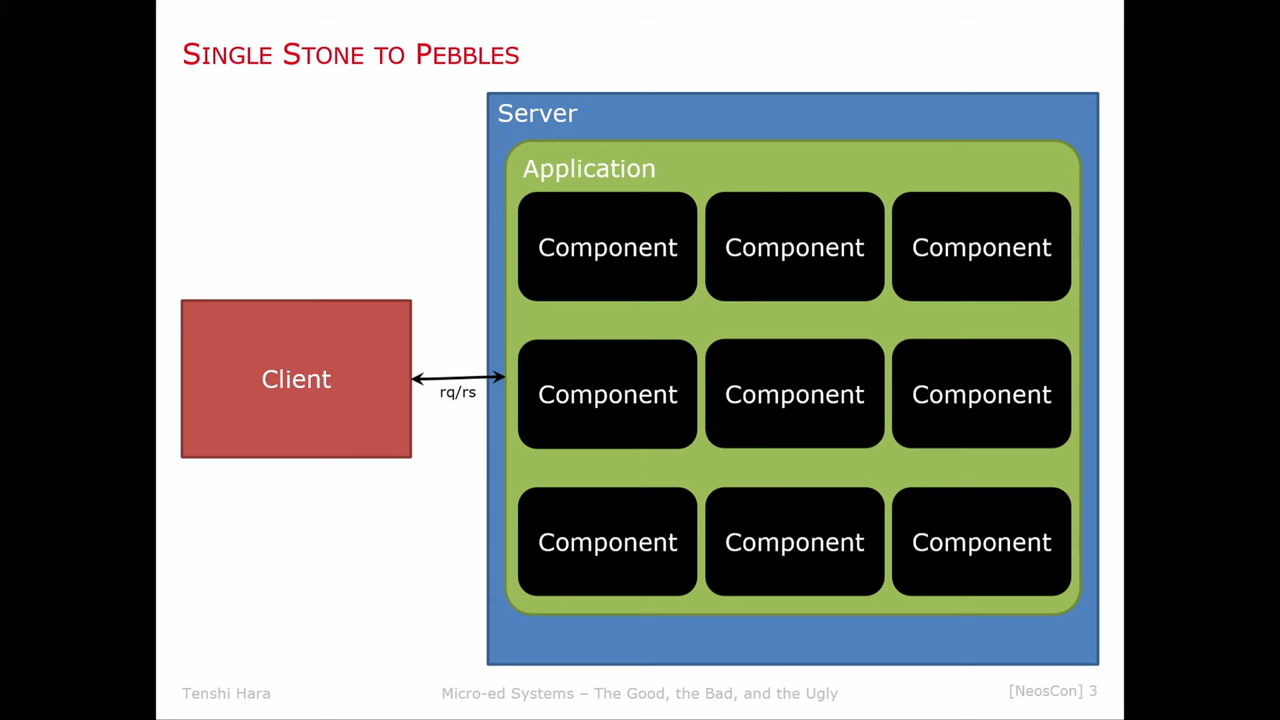 Single Stone to Pebbles
Server
Application
Component Component Component
Client
rq/rs
Component Component Component
Component Component Component
Tenshi Hara
Micro-ed Systems – The Good, the Bad, and the Ugly
[NeosCon] 3